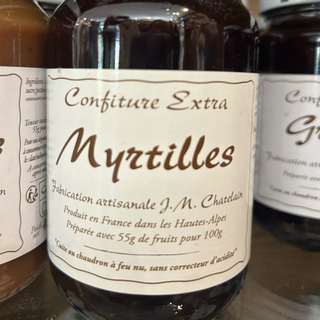 Confiture Extra
Myrtilles
Fabrication artisanale J.M. Chatelain
Produit en France dans les Hautes-Alpes
Préparée avec 55g de fruits pour 100g
"Cuite au chaudron à feu nu, sans correcteur d'acidité"